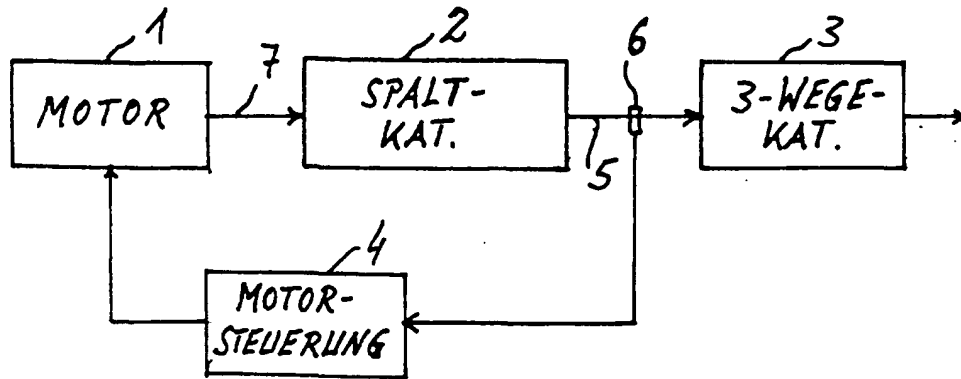 1
2
6
3
7
MOTOR
SPALT-
KAT.
3-WEGE-
KAT.
5
4
MOTOR-
STEUERUNG